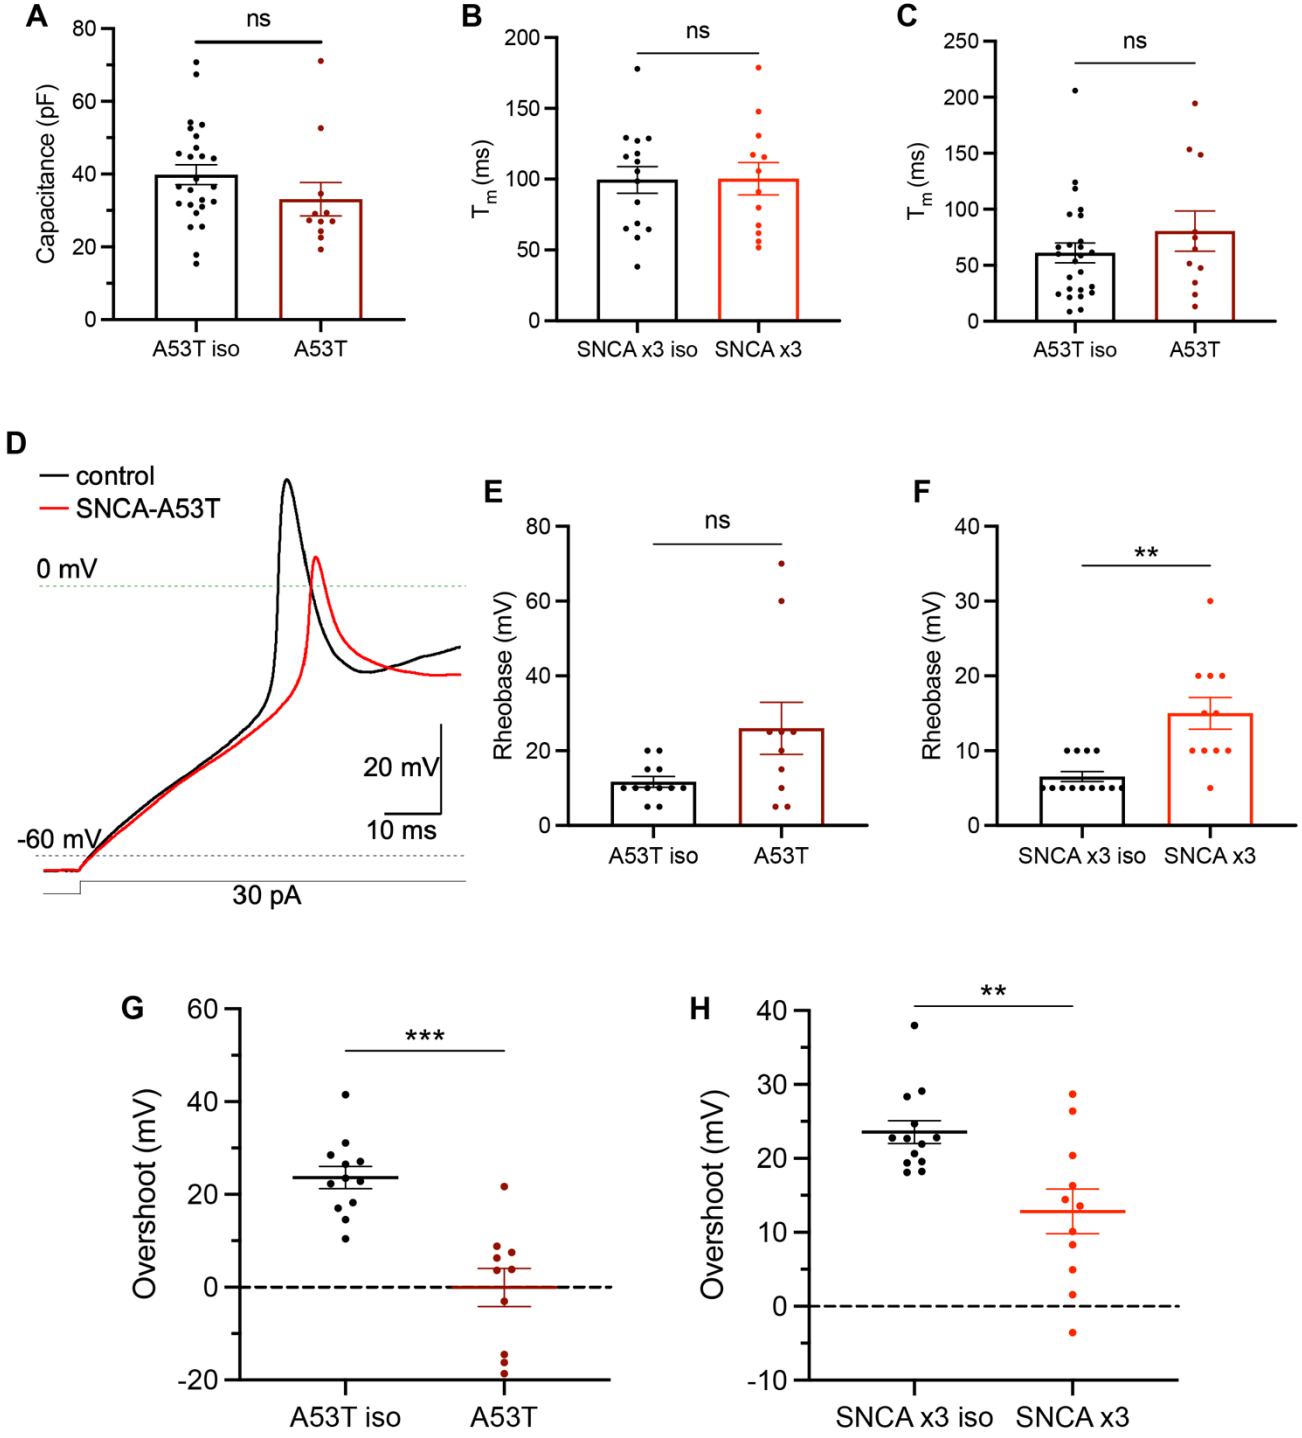 A
ns
80
60
40
20
0
Capacitance (pF)
A53T iso
A53T
B
ns
200
150
100
50
0
Tm (ms)
SNCA x3 iso
SNCA x3
C
ns
250
200
150
100
50
0
Tm (ms)
A53T iso
A53T
D
control
SNCA-A53T
0 mV
20 mV
10 ms
-60 mV
30 pA
E
ns
80
60
40
20
0
Rheobase (mV)
A53T iso
A53T
F
**
40
30
20
10
0
Rheobase (mV)
SNCA x3 iso
SNCA x3
G
***
60
40
20
0
-20
Overshoot (mV)
A53T iso
A53T
H
**
40
30
20
10
0
-10
Overshoot (mV)
SNCA x3 iso
SNCA x3